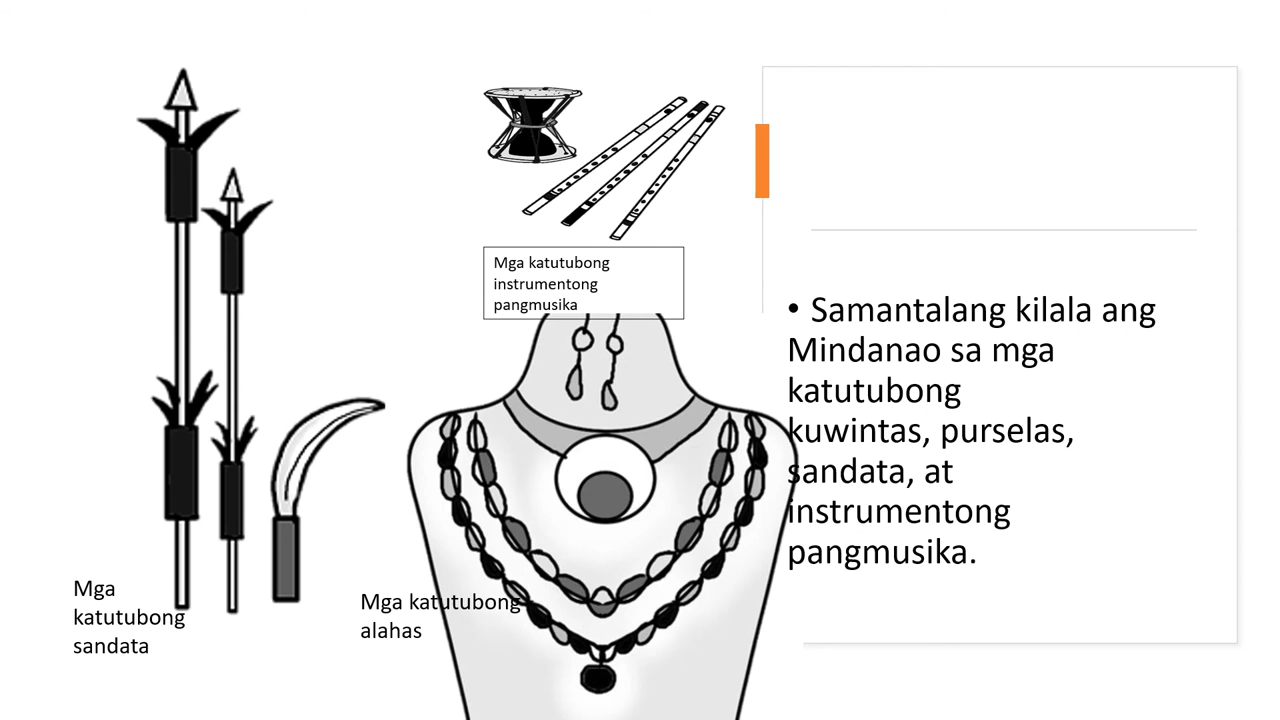 Mga katutubong
instrumentong
pangmusika
Mga
katutubong
sandata
Mga katutubong
alahas
• Samantalang kilala ang
Mindanao sa mga
katutubong
kuwintas, purselas,
sandata, at
instrumentong
pangmusika.